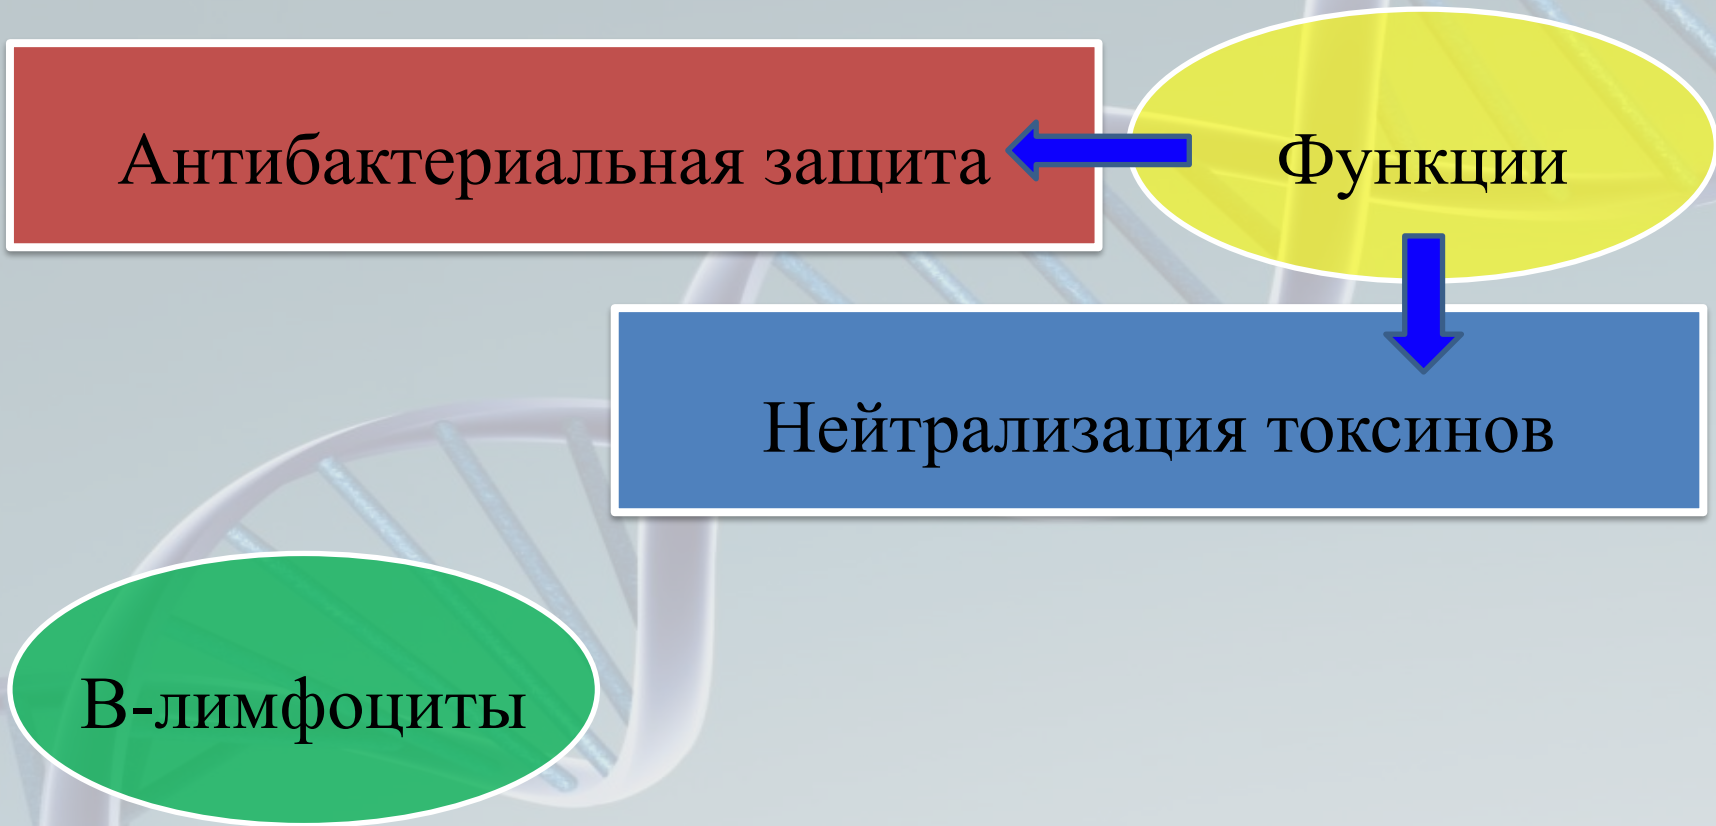 Антибактериальная защита
Функции
Нейтрализация токсинов
В-лимфоциты